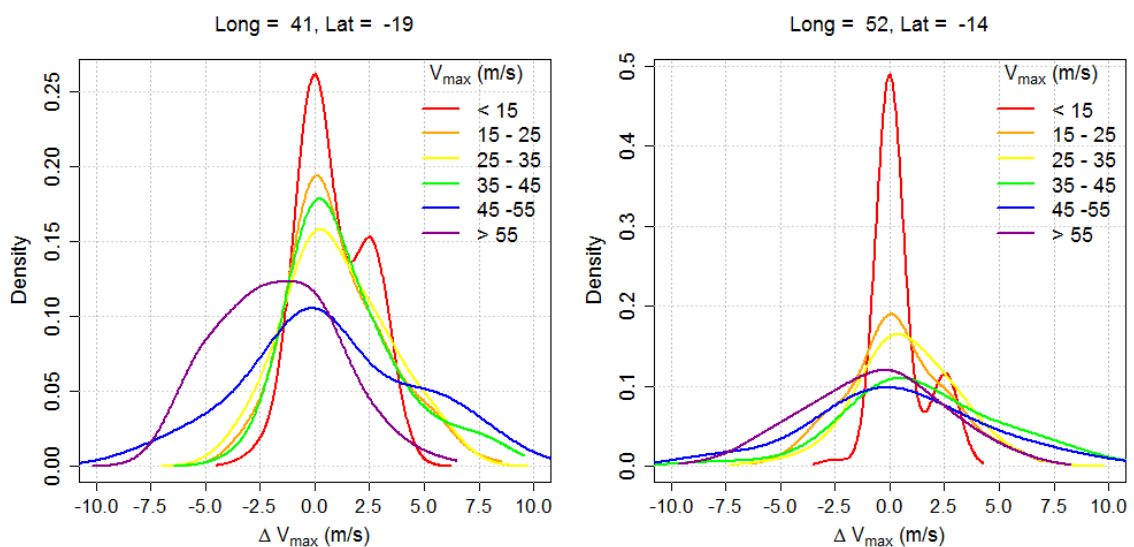 Long = 41, Lat = -19
Density
0.00 0.05 0.10 0.15 0.20 0.25
Vmax (m/s)
< 15
15 - 25
25 - 35
35 - 45
45 -55
> 55
-10.0 -7.5 -5.0 -2.5 0.0 2.5 5.0 7.5 10.0
Δ Vmax (m/s)
Long = 52, Lat = -14
Density
0.0 0.1 0.2 0.3 0.4 0.5
Vmax (m/s)
< 15
15 - 25
25 - 35
35 - 45
45 -55
> 55
-10.0 -7.5 -5.0 -2.5 0.0 2.5 5.0 7.5 10.0
Δ Vmax (m/s)